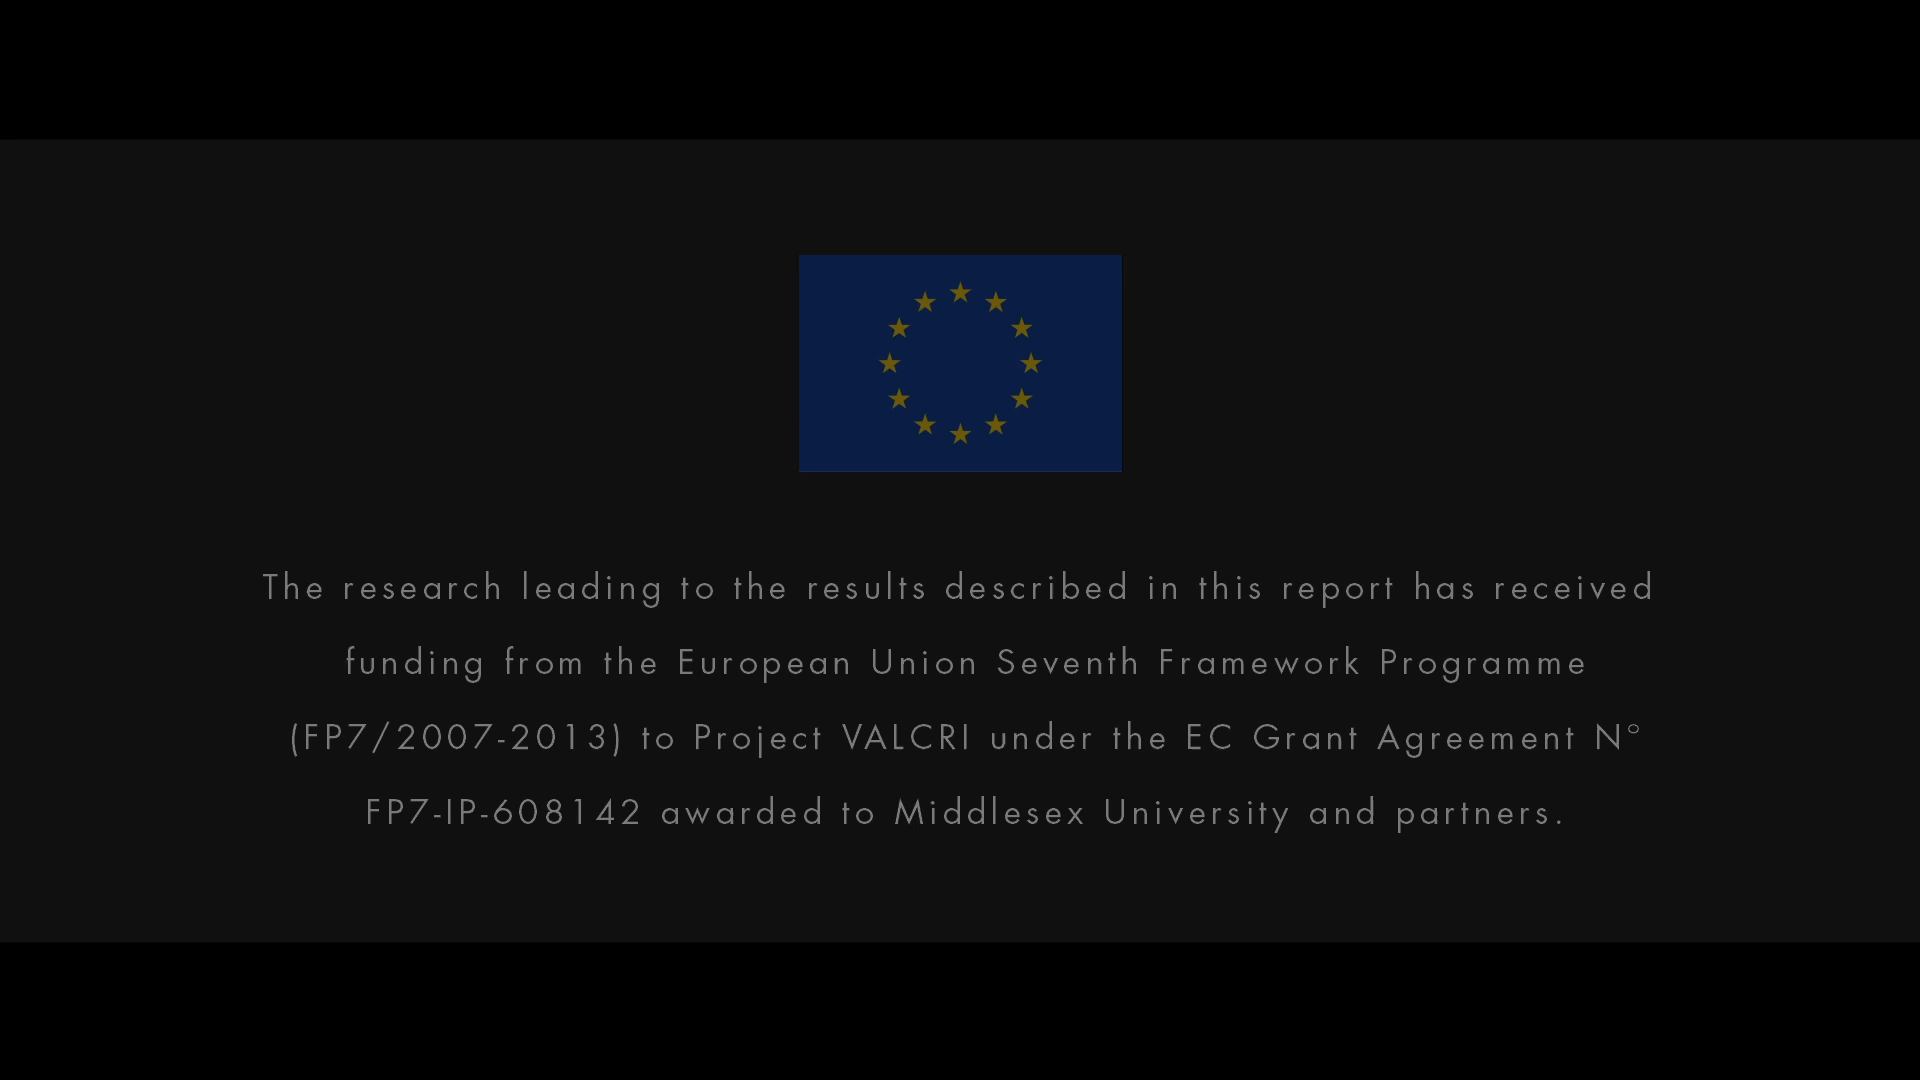 The research leading to the results described in this report has received
funding from the European Union Seventh Framework Programme
(FP7/2007-2013) to Project VALCRI under the EC Grant Agreement N°
FP7-IP-608142 awarded to Middlesex University and partners.